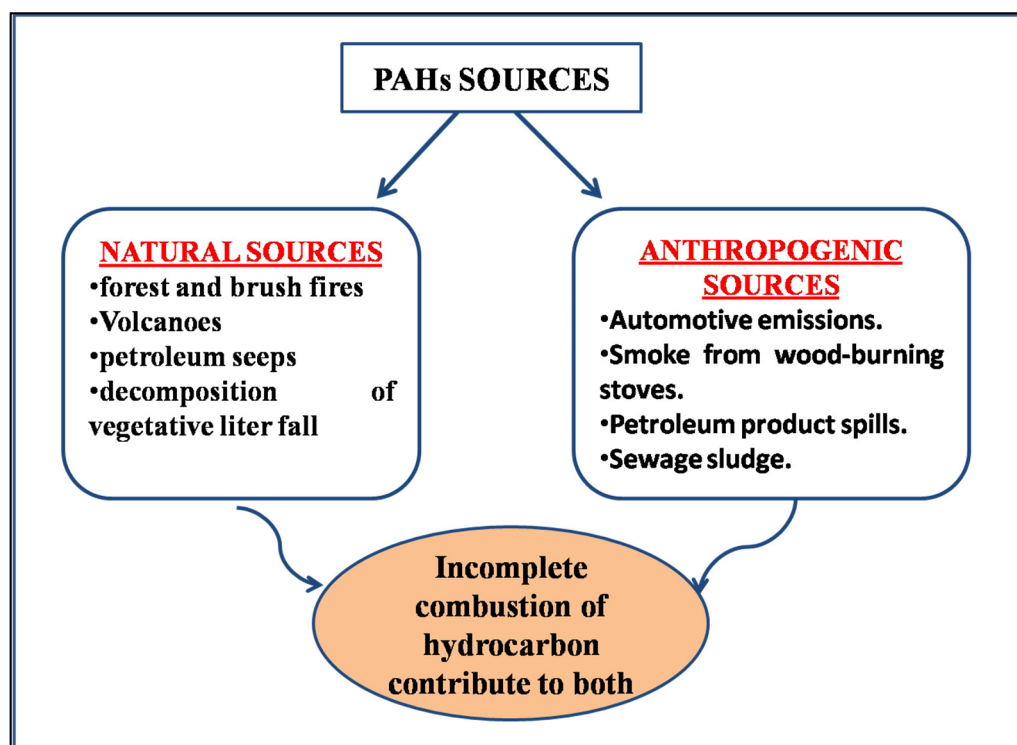 PAHs SOURCES
NATURAL SOURCES
•forest and brush fires
•Volcanoes
•petroleum seeps
•decomposition of
vegetative liter fall
ANTHROPOGENIC
SOURCES
•Automotive emissions.
•Smoke from wood-burning
stoves.
•Petroleum product spills.
•Sewage sludge.
Incomplete
combustion of
hydrocarbon
contribute to both